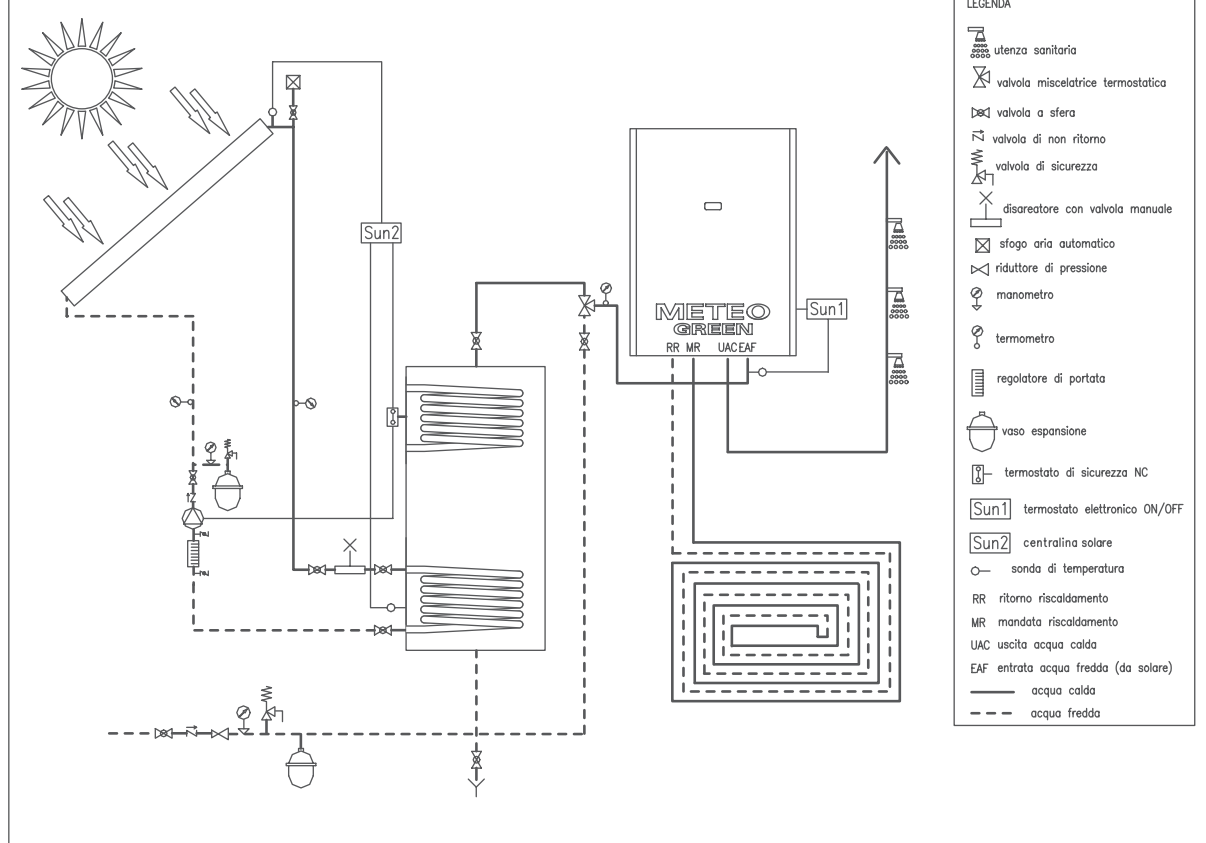 LEGENDA
utenza sanitaria
valvola miscelatrice termostatica
valvola a sfera
valvola di non ritorno
valvola di sicurezza
disareatore con valvola manuale
sfogo aria automatico
riduttore di pressione
manometro
termometro
regolatore di portata
vaso espansione
termostato di sicurezza NC
Sun1 termostato elettronico ON/OFF
Sun2 centralina solare
sonda di temperatura
RR ritorno riscaldamento
MR mandata riscaldamento
UAC uscita acqua calda
EAF entrata acqua fredda (da solare)
acqua calda
acqua fredda
Sun2
METEO
GREEN
RR MR UAC EAF
Sun1